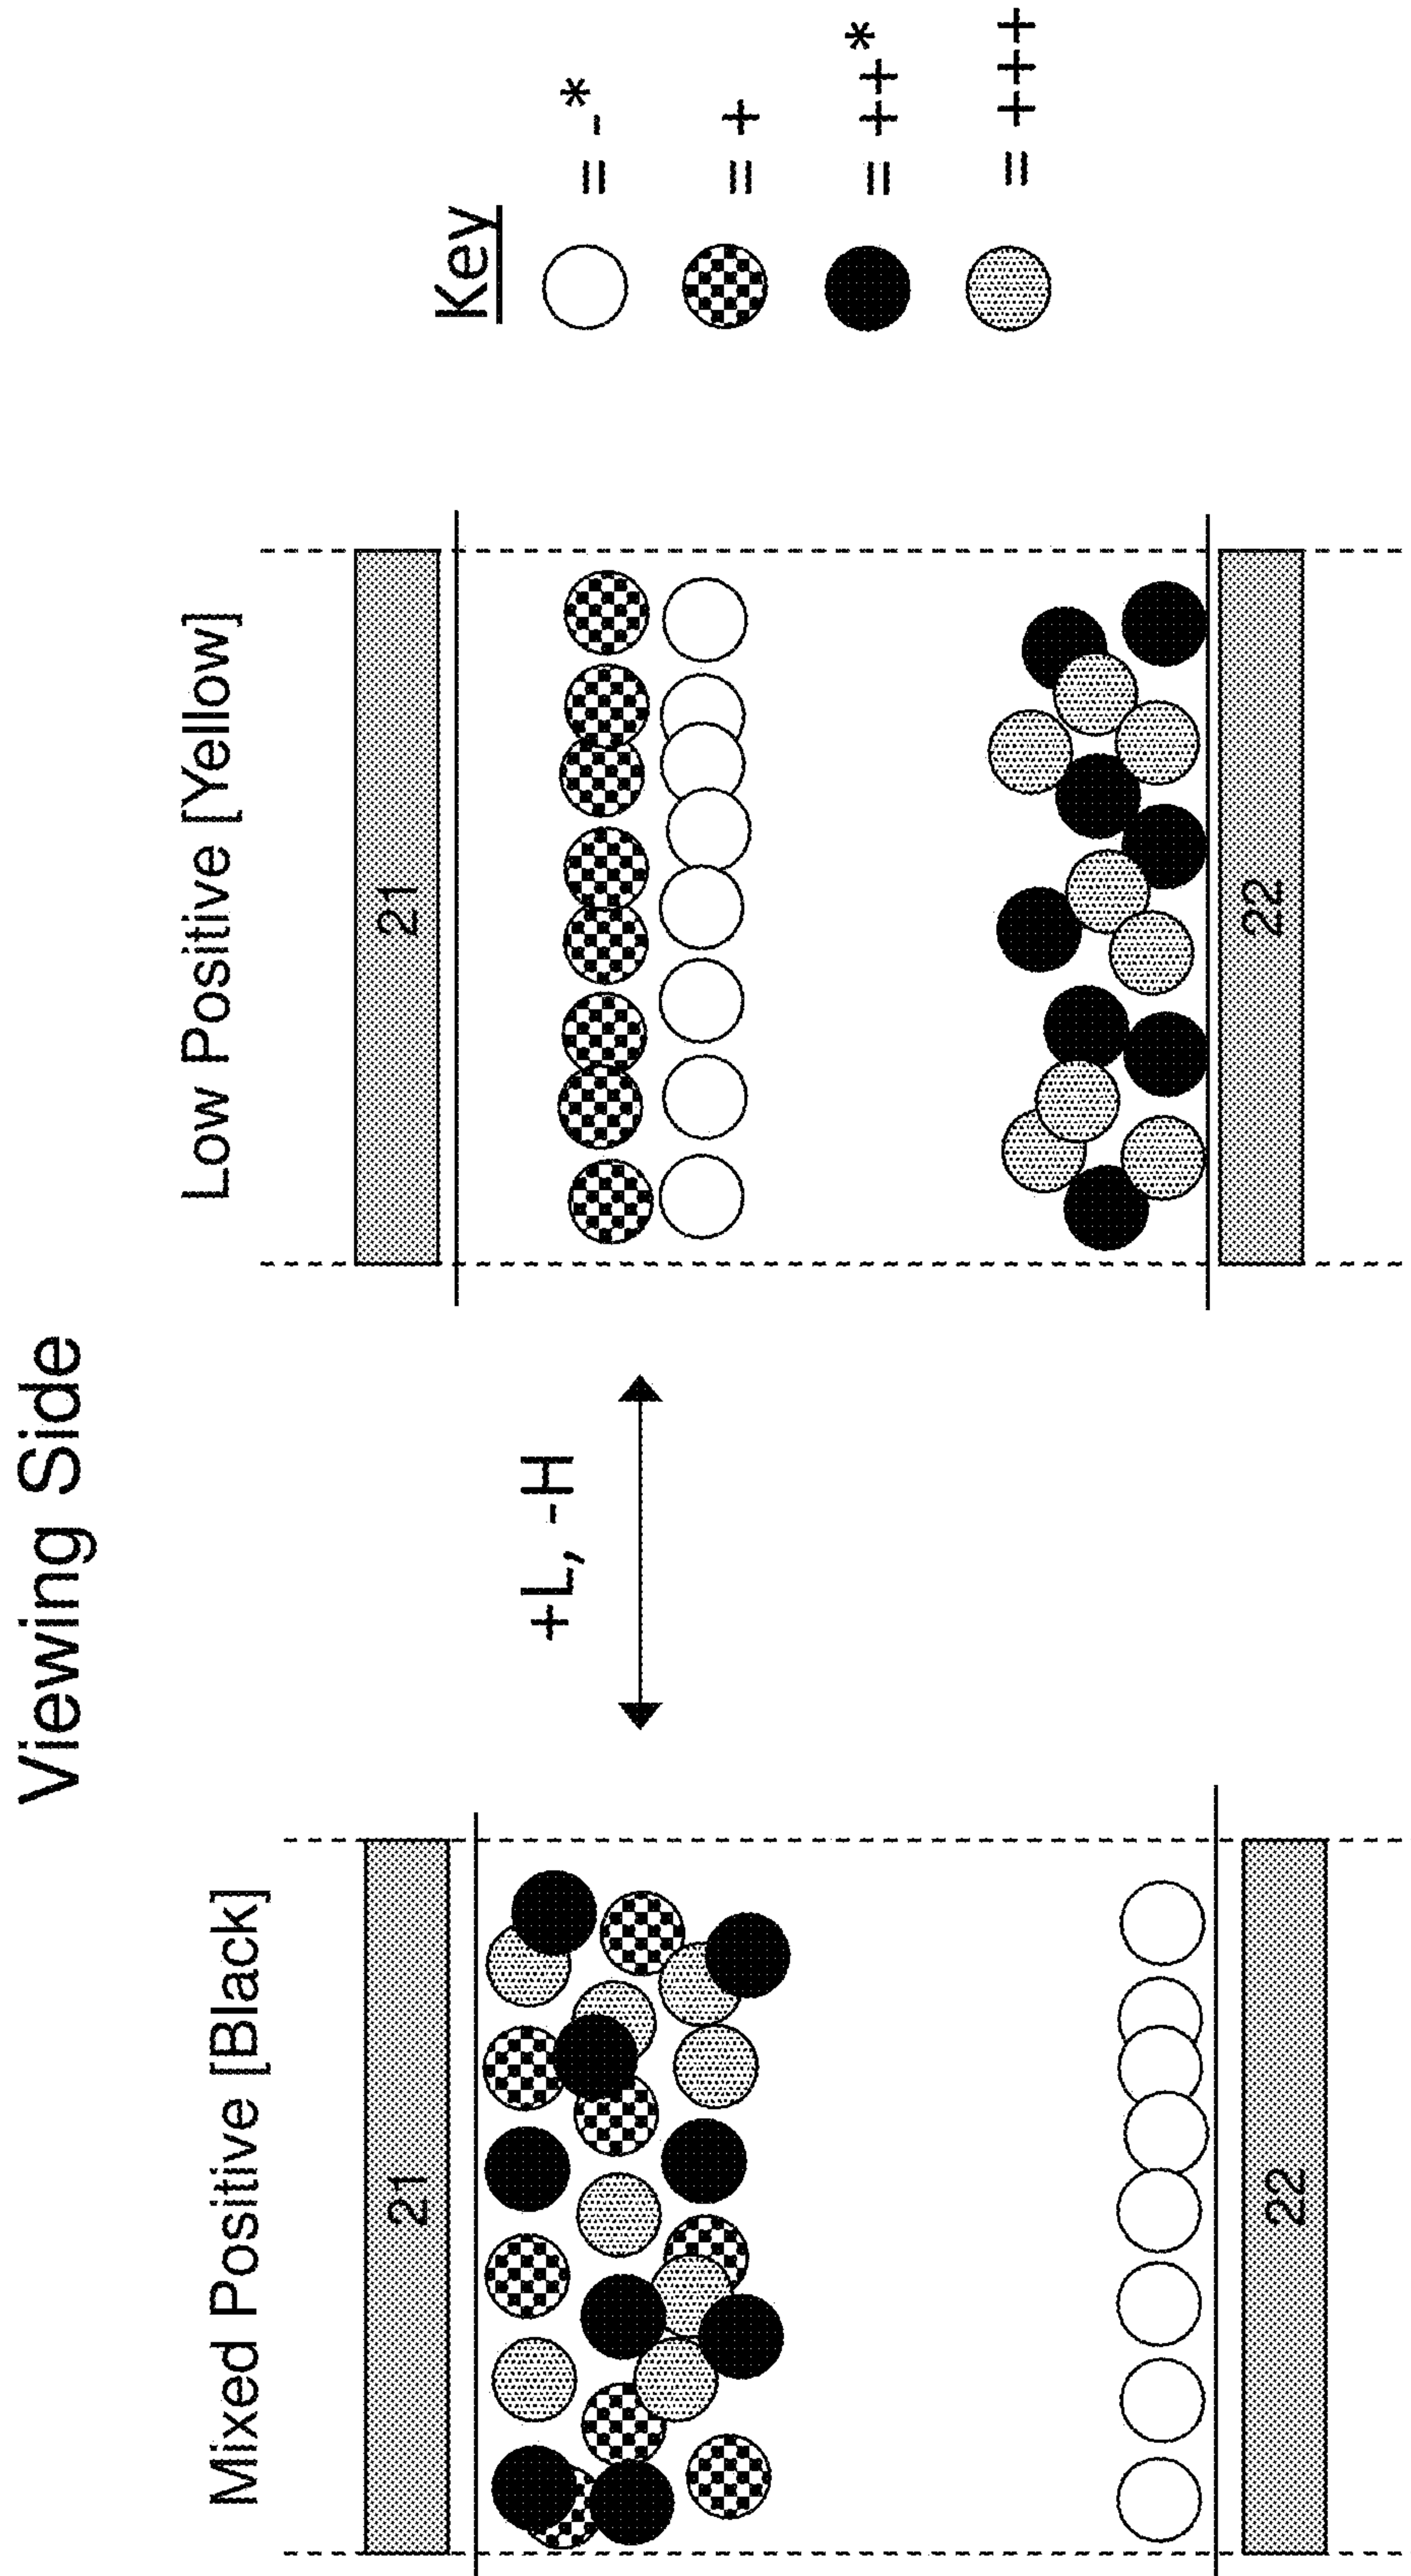 Viewing Side
Mixed Positive [Black]
Low Positive [Yellow]
21
21
+L, -H
22
22
Key
= -*
= +
= ++*
= +++